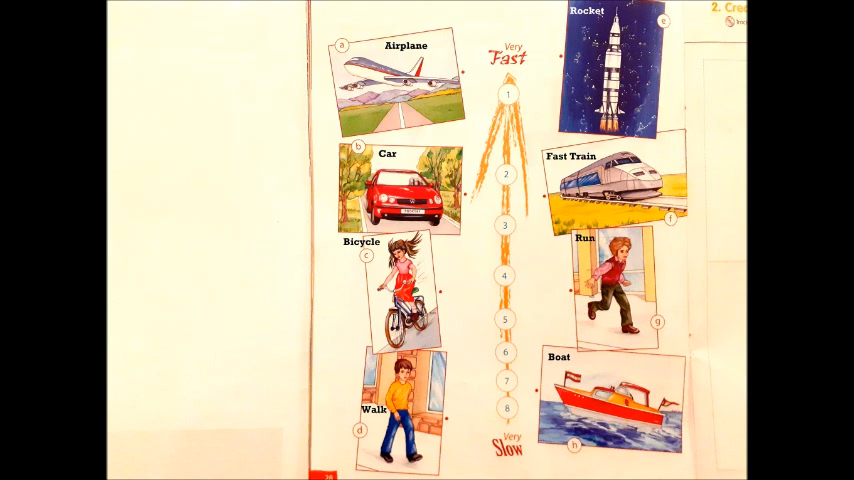 Rocket
e
2. Crea
a
Airplane
Very
Fast
1
b
Car
Fast Train
2
f
Bicycle
c
3
Run
4
5
g
6
Boat
7
Walk
8
d
Very
Slow
h